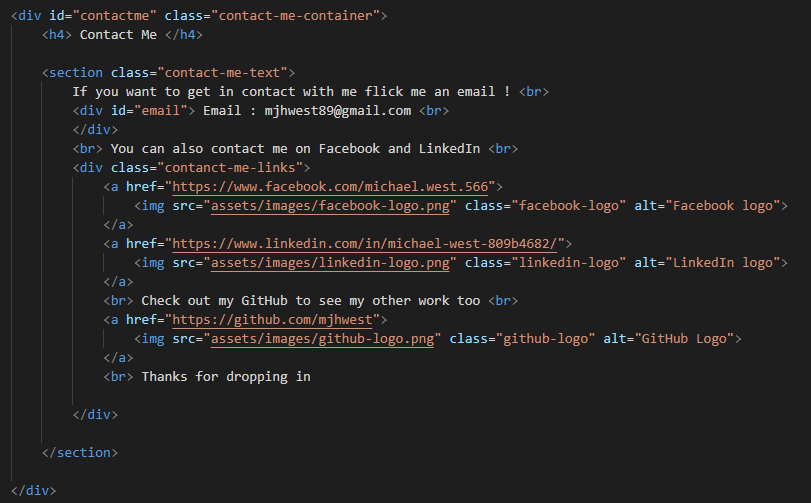 <div id="contactme" class="contact-me-container">
    <h4> Contact Me </h4>

    <section class="contact-me-text">
        If you want to get in contact with me flick me an email ! <br>
        <div id="email"> Email : mjhwest89@gmail.com <br>
        </div>
        <br> You can also contact me on Facebook and LinkedIn <br>
        <div class="contanct-me-links">
            <a href="https://www.facebook.com/michael.west.566">
                <img src="assets/images/facebook-logo.png" class="facebook-logo" alt="Facebook logo">
            </a>
            <a href="https://www.linkedin.com/in/michael-west-809b4682/">
                <img src="assets/images/linkedin-logo.png" class="linkedin-logo" alt="LinkedIn logo">
            </a>
            <br> Check out my GitHub to see my other work too <br>
            <a href="https://github.com/mjhwest">
                <img src="assets/images/github-logo.png" class="github-logo" alt="GitHub Logo">
            </a>
            <br> Thanks for dropping in

        </div>

    </section>

</div>